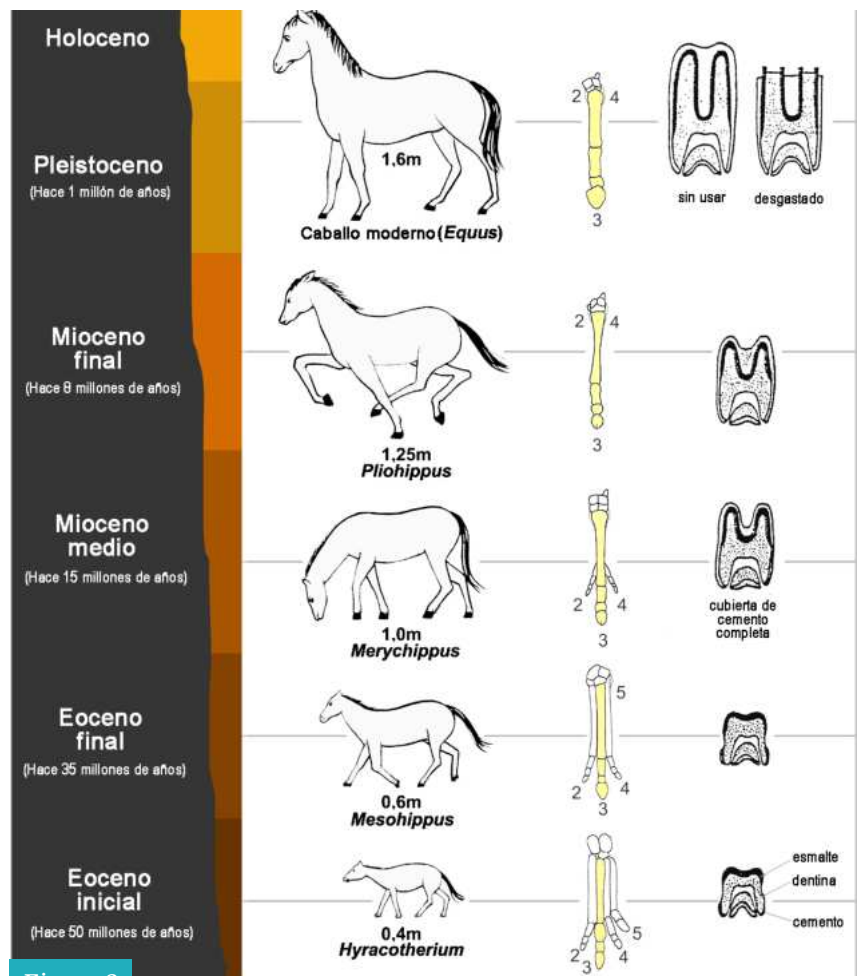 Holoceno
Pleistoceno
(Hace 1 millón de años)
1,6m
Caballo moderno (Equus)
2
4
3
sin usar
desgastado
Mioceno
final
(Hace 8 millones de años)
1,25m
Pliohippus
2
4
3
Mioceno
medio
(Hace 15 millones de años)
1,0m
Merychippus
2
4
3
cubierta de
cemento
completa
Eoceno
final
(Hace 35 millones de años)
0,6m
Mesohippus
5
2
4
3
Eoceno
inicial
(Hace 50 millones de años)
0,4m
Hyracotherium
2
3
4
5
esmalte
dentina
cemento